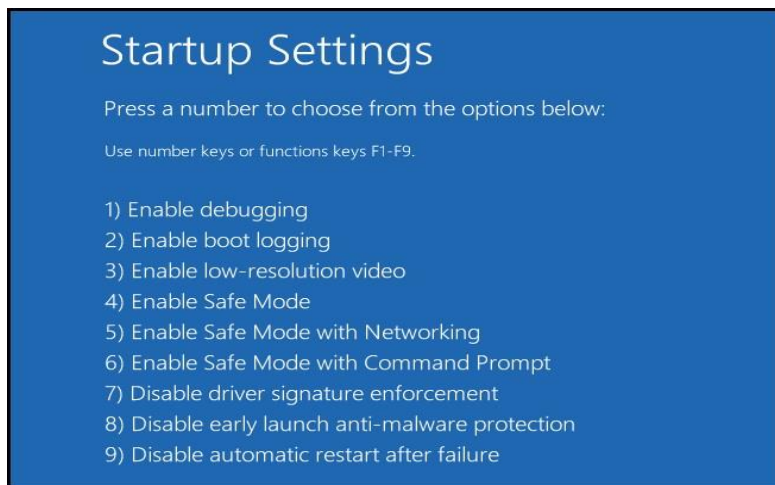 Startup Settings
Press a number to choose from the options below:
Use number keys or functions keys F1-F9.
1) Enable debugging
2) Enable boot logging
3) Enable low-resolution video
4) Enable Safe Mode
5) Enable Safe Mode with Networking
6) Enable Safe Mode with Command Prompt
7) Disable driver signature enforcement
8) Disable early launch anti-malware protection
9) Disable automatic restart after failure